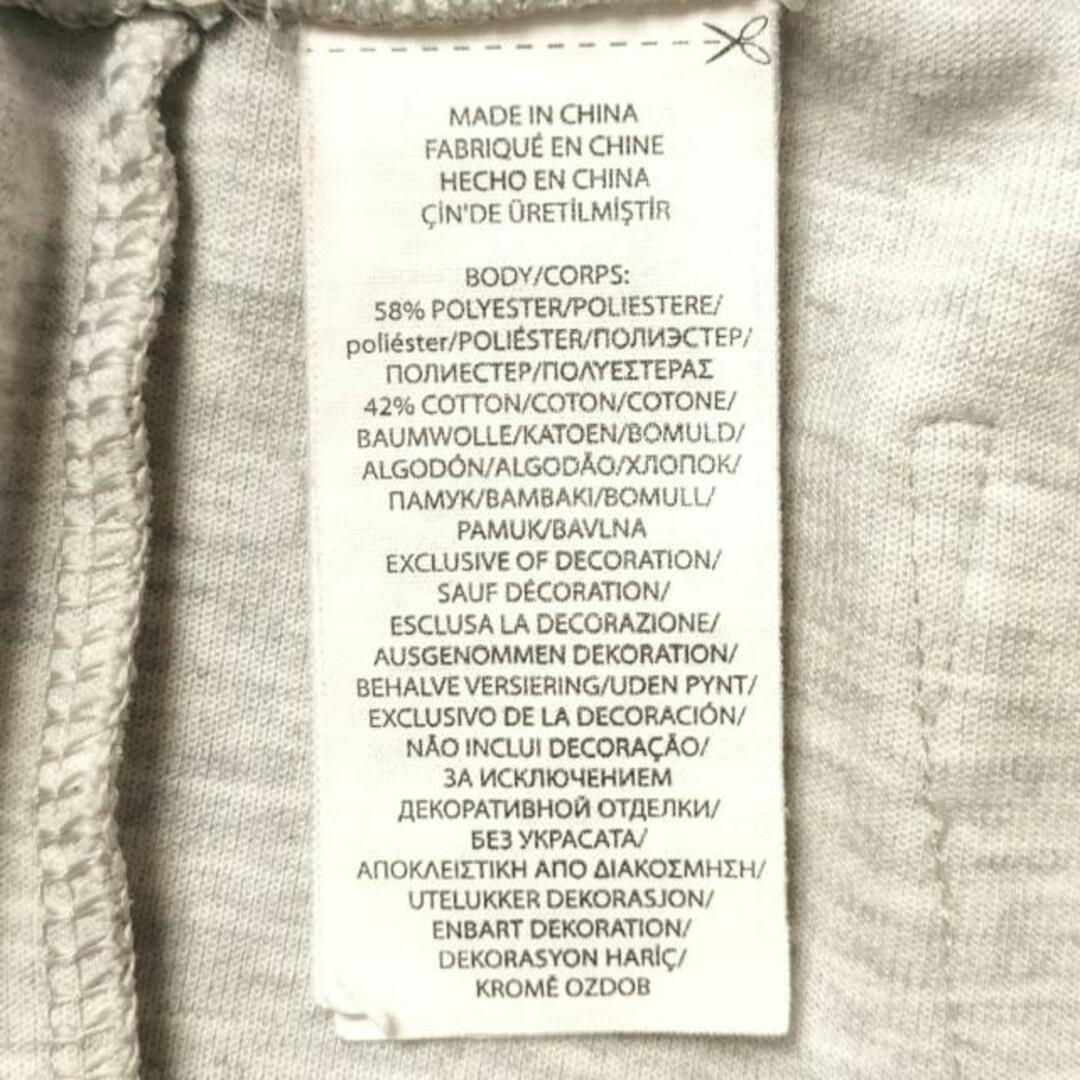 MADE IN CHINA
FABRIQUÉ EN CHINE
HECHO EN CHINA
ÇİN'DE ÜRETİLMİŞTİR
BODY/CORPS:
58% POLYESTER/POLIESTERE/
poliéster/POLIÉSTER/ПОЛИЭСТЕР/
ПОЛИЕСТЕР/ΠΟΛΥΕΣΤΕΡΑΣ
42% COTTON/COTON/COTONE/
BAUMWOLLE/KATOEN/BOMULD/
ALGODÓN/ALGODÃO/ХЛОПОК/
ПАМУК/ΒΑΜΒΑΚΙ/BOMULL/
PAMUK/BAVLNA
EXCLUSIVE OF DECORATION/
SAUF DÉCORATION/
ESCLUSA LA DECORAZIONE/
AUSGENOMMEN DEKORATION/
BEHALVE VERSIERING/UDEN PYNT/
EXCLUSIVO DE LA DECORACIÓN/
NÃO INCLUI DECORAÇÃO/
ЗА ИСКЛЮЧЕНИЕМ
ДЕКОРАТИВНОЙ ОТДЕЛКИ/
БЕЗ УКРАСАТА/
ΑΠΟΚΛΕΙΣΤΙΚΗ ΑΠΟ ΔΙΑΚΟΣΜΗΣΗ/
UTELUKKER DEKORASJON/
ENBART DEKORATION/
DEKORASYON HARİÇ/
KROMĚ OZDOB